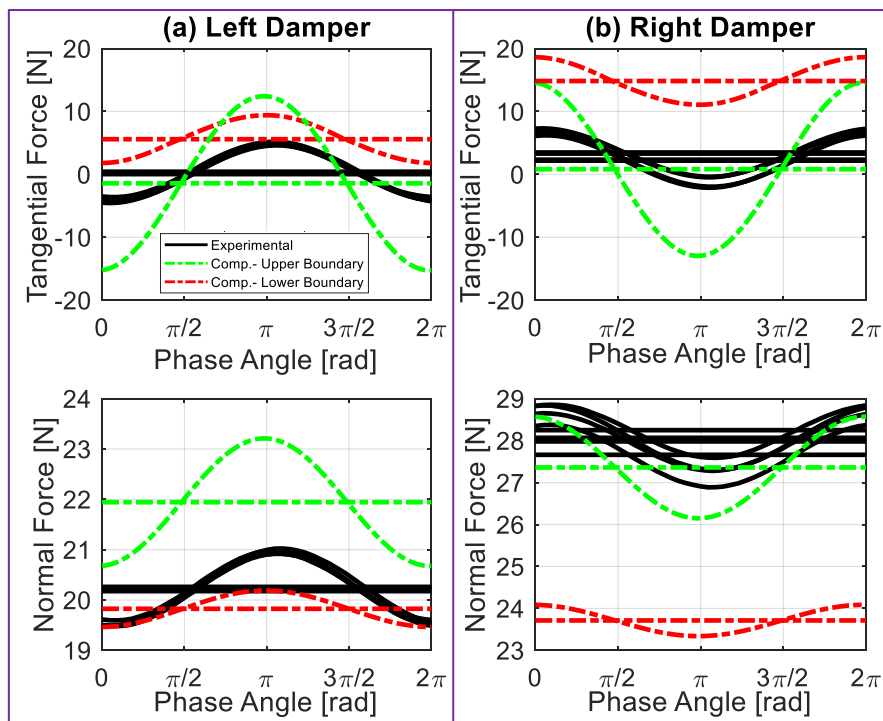 (a) Left Damper
Tangential Force [N]
20
10
0
-10
-20
Experimental
Comp.- Upper Boundary
Comp.- Lower Boundary
0 π/2 π 3π/2 2π
Phase Angle [rad]
(b) Right Damper
Tangential Force [N]
20
10
0
-10
-20
0 π/2 π 3π/2 2π
Phase Angle [rad]
Normal Force [N]
24
23
22
21
20
19
0 π/2 π 3π/2 2π
Phase Angle [rad]
Normal Force [N]
29
28
27
26
25
24
23
0 π/2 π 3π/2 2π
Phase Angle [rad]